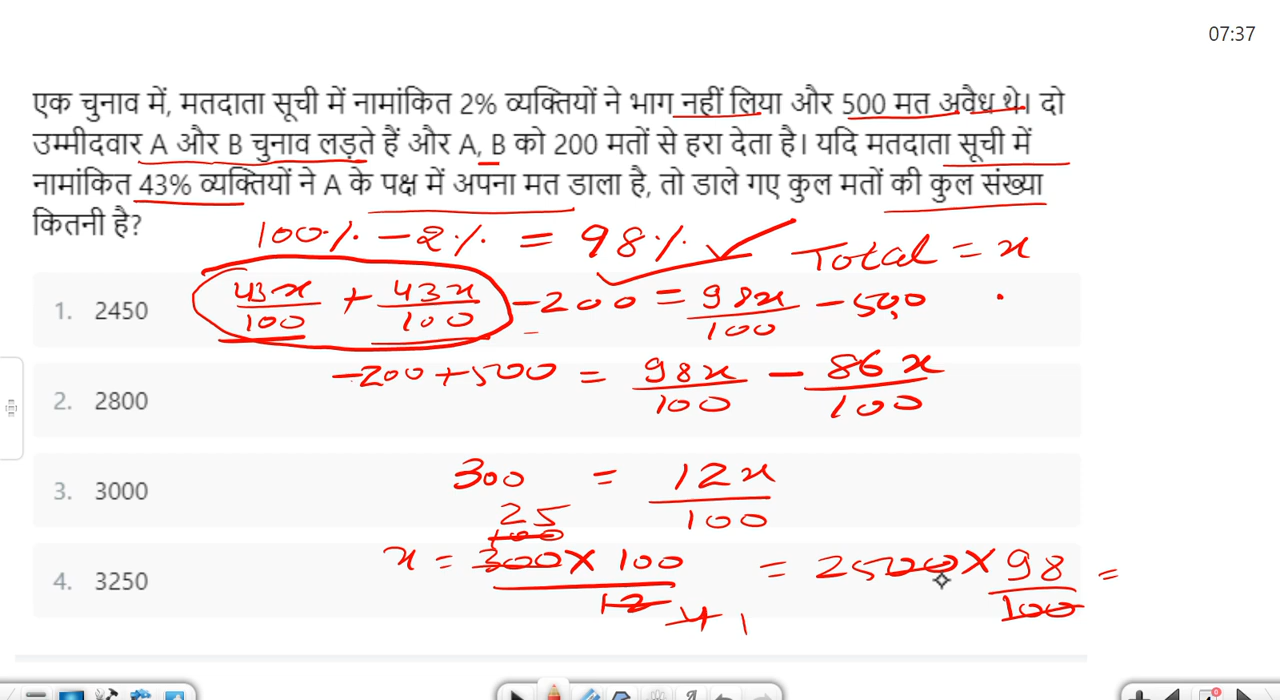 07:37
एक चुनाव में, मतदाता सूची में नामांकित 2% व्यक्तियों ने भाग नहीं लिया और 500 मत अवैध थे। दो
उम्मीदवार A और B चुनाव लड़ते हैं और A, B को 200 मतों से हरा देता है। यदि मतदाता सूची में
नामांकित 43% व्यक्तियों ने A के पक्ष में अपना मत डाला है, तो डाले गए कुल मतों की कुल संख्या
कितनी है?
100% - 2% = 98% ✓ Total = x
1. 2450
43x/100 + 43x/100 - 200 = 98x/100 - 500
-200 + 500 = 98x/100 - 86x/100
2. 2800
300 = 12x/100
3. 3000
25
100
x = 300 × 100/12 = 2500 × 98/100 =
4 1
4. 3250